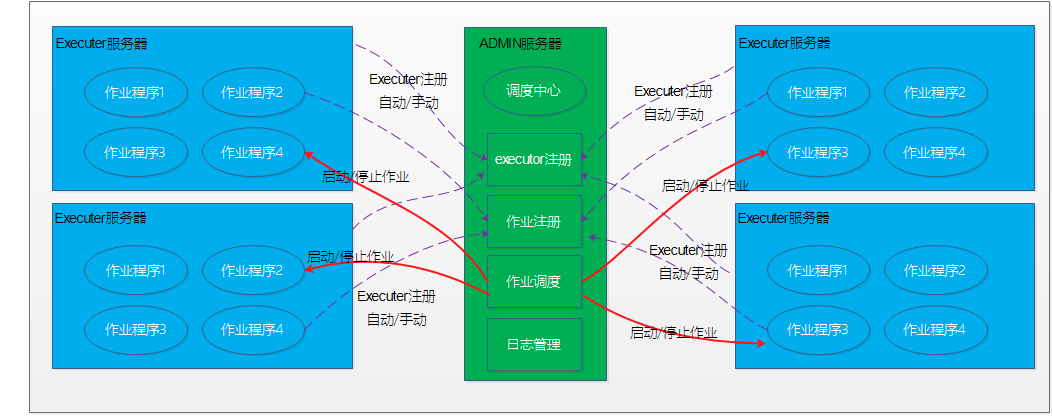 Executer服务器
作业程序1
作业程序2
作业程序3
作业程序4
Executer注册
自动/手动
启动/停止作业
Executer服务器
作业程序1
作业程序2
作业程序3
作业程序4
启动/停止作业
Executer注册
自动/手动
ADMIN服务器
调度中心
executor注册
作业注册
作业调度
日志管理
Executer服务器
作业程序1
作业程序2
作业程序3
作业程序4
Executer注册
自动/手动
启动/停止作业
Executer服务器
作业程序1
作业程序2
作业程序3
作业程序4
Executer注册
自动/手动
启动/停止作业